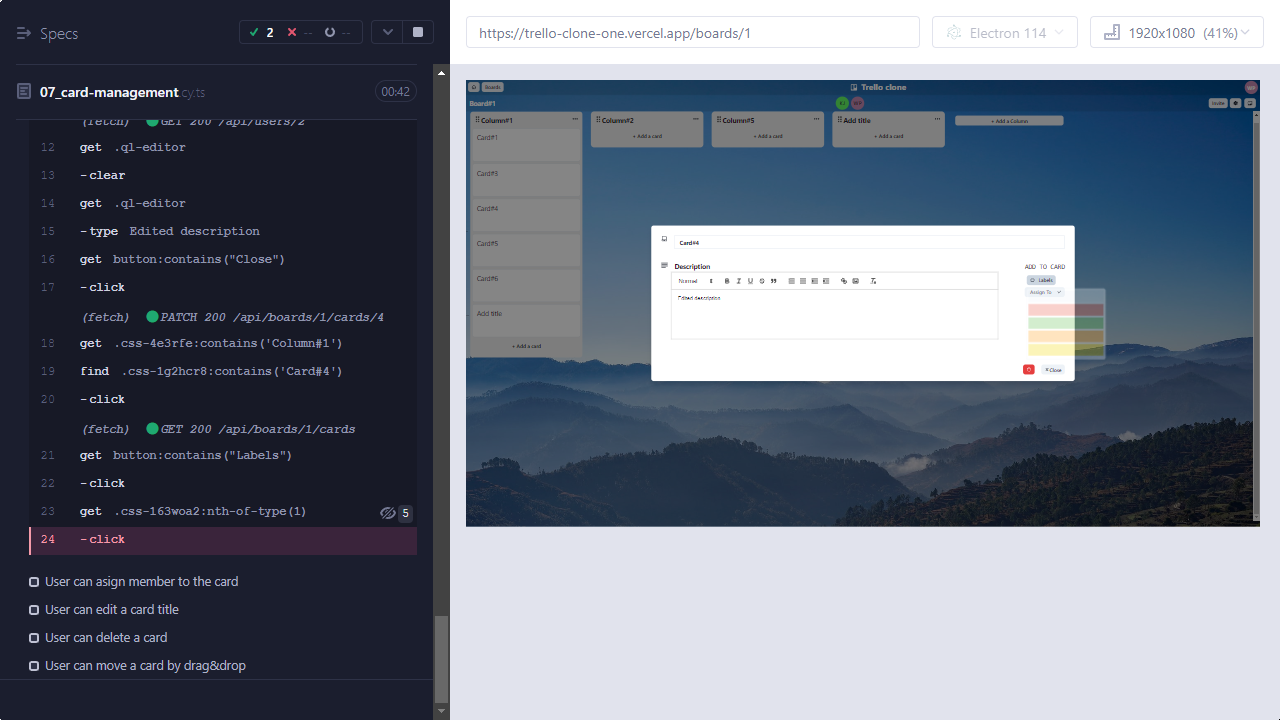 Specs
2
--
--
07_card-management.cy.ts
00:42
(fetch) GET 200 /api/users/2
12 get .ql-editor
13 -clear
14 get .ql-editor
15 -type Edited description
16 get button:contains("Close")
17 -click
(fetch) PATCH 200 /api/boards/1/cards/4
18 get .css-4e3rfe:contains('Column#1')
19 find .css-1g2hcr8:contains('Card#4')
20 -click
(fetch) GET 200 /api/boards/1/cards
21 get button:contains("Labels")
22 -click
23 get .css-163woa2:nth-of-type(1) 5
24 -click
User can asign member to the card
User can edit a card title
User can delete a card
User can move a card by drag&drop
https://trello-clone-one.vercel.app/boards/1
Electron 114
1920x1080 (41%)
Boards
Trello clone
Board#1
Invite
Column#1
Column#2
Column#5
Add title
+ Add a Column
Card#1
+ Add a card
+ Add a card
+ Add a card
Card#3
Card#4
Card#5
Card#6
Add title
+ Add a card
Card#4
Description
ADD TO CARD
Normal
Labels
Assign To
Edited description
Close